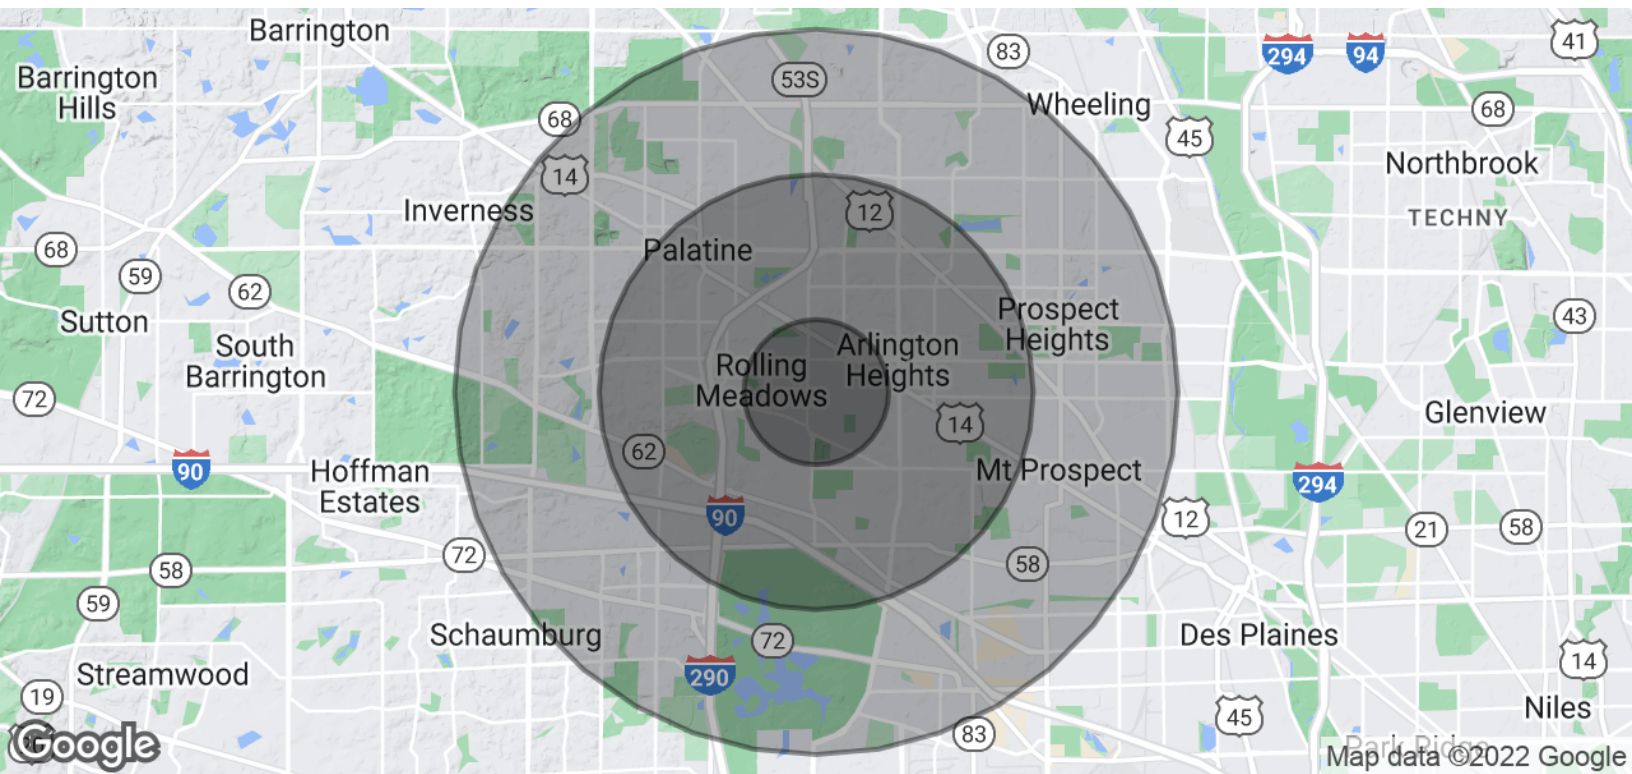 Barrington
83
294
94
41
53S
Barrington
Hills
68
Wheeling
68
45
14
Northbrook
Inverness
12
TECHNY
68
Palatine
59
62
Prospect
Heights
43
Sutton
South
Barrington
Arlington
Heights
Rolling
Meadows
72
Glenview
14
62
90
Hoffman
Estates
Mt Prospect
294
90
12
21
58
72
58
58
59
Schaumburg
72
Des Plaines
14
Streamwood
290
19
Niles
45
83
Google
Park Ridge
Map data ©2022 Google